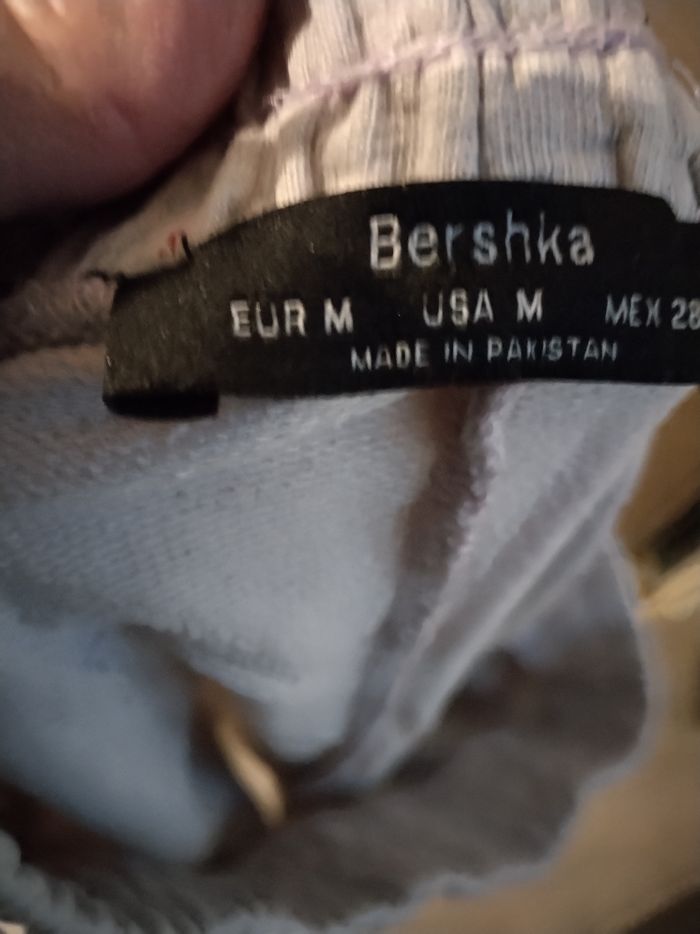 Bershka
EUR M USA M MEX 28
MADE IN PAKISTAN